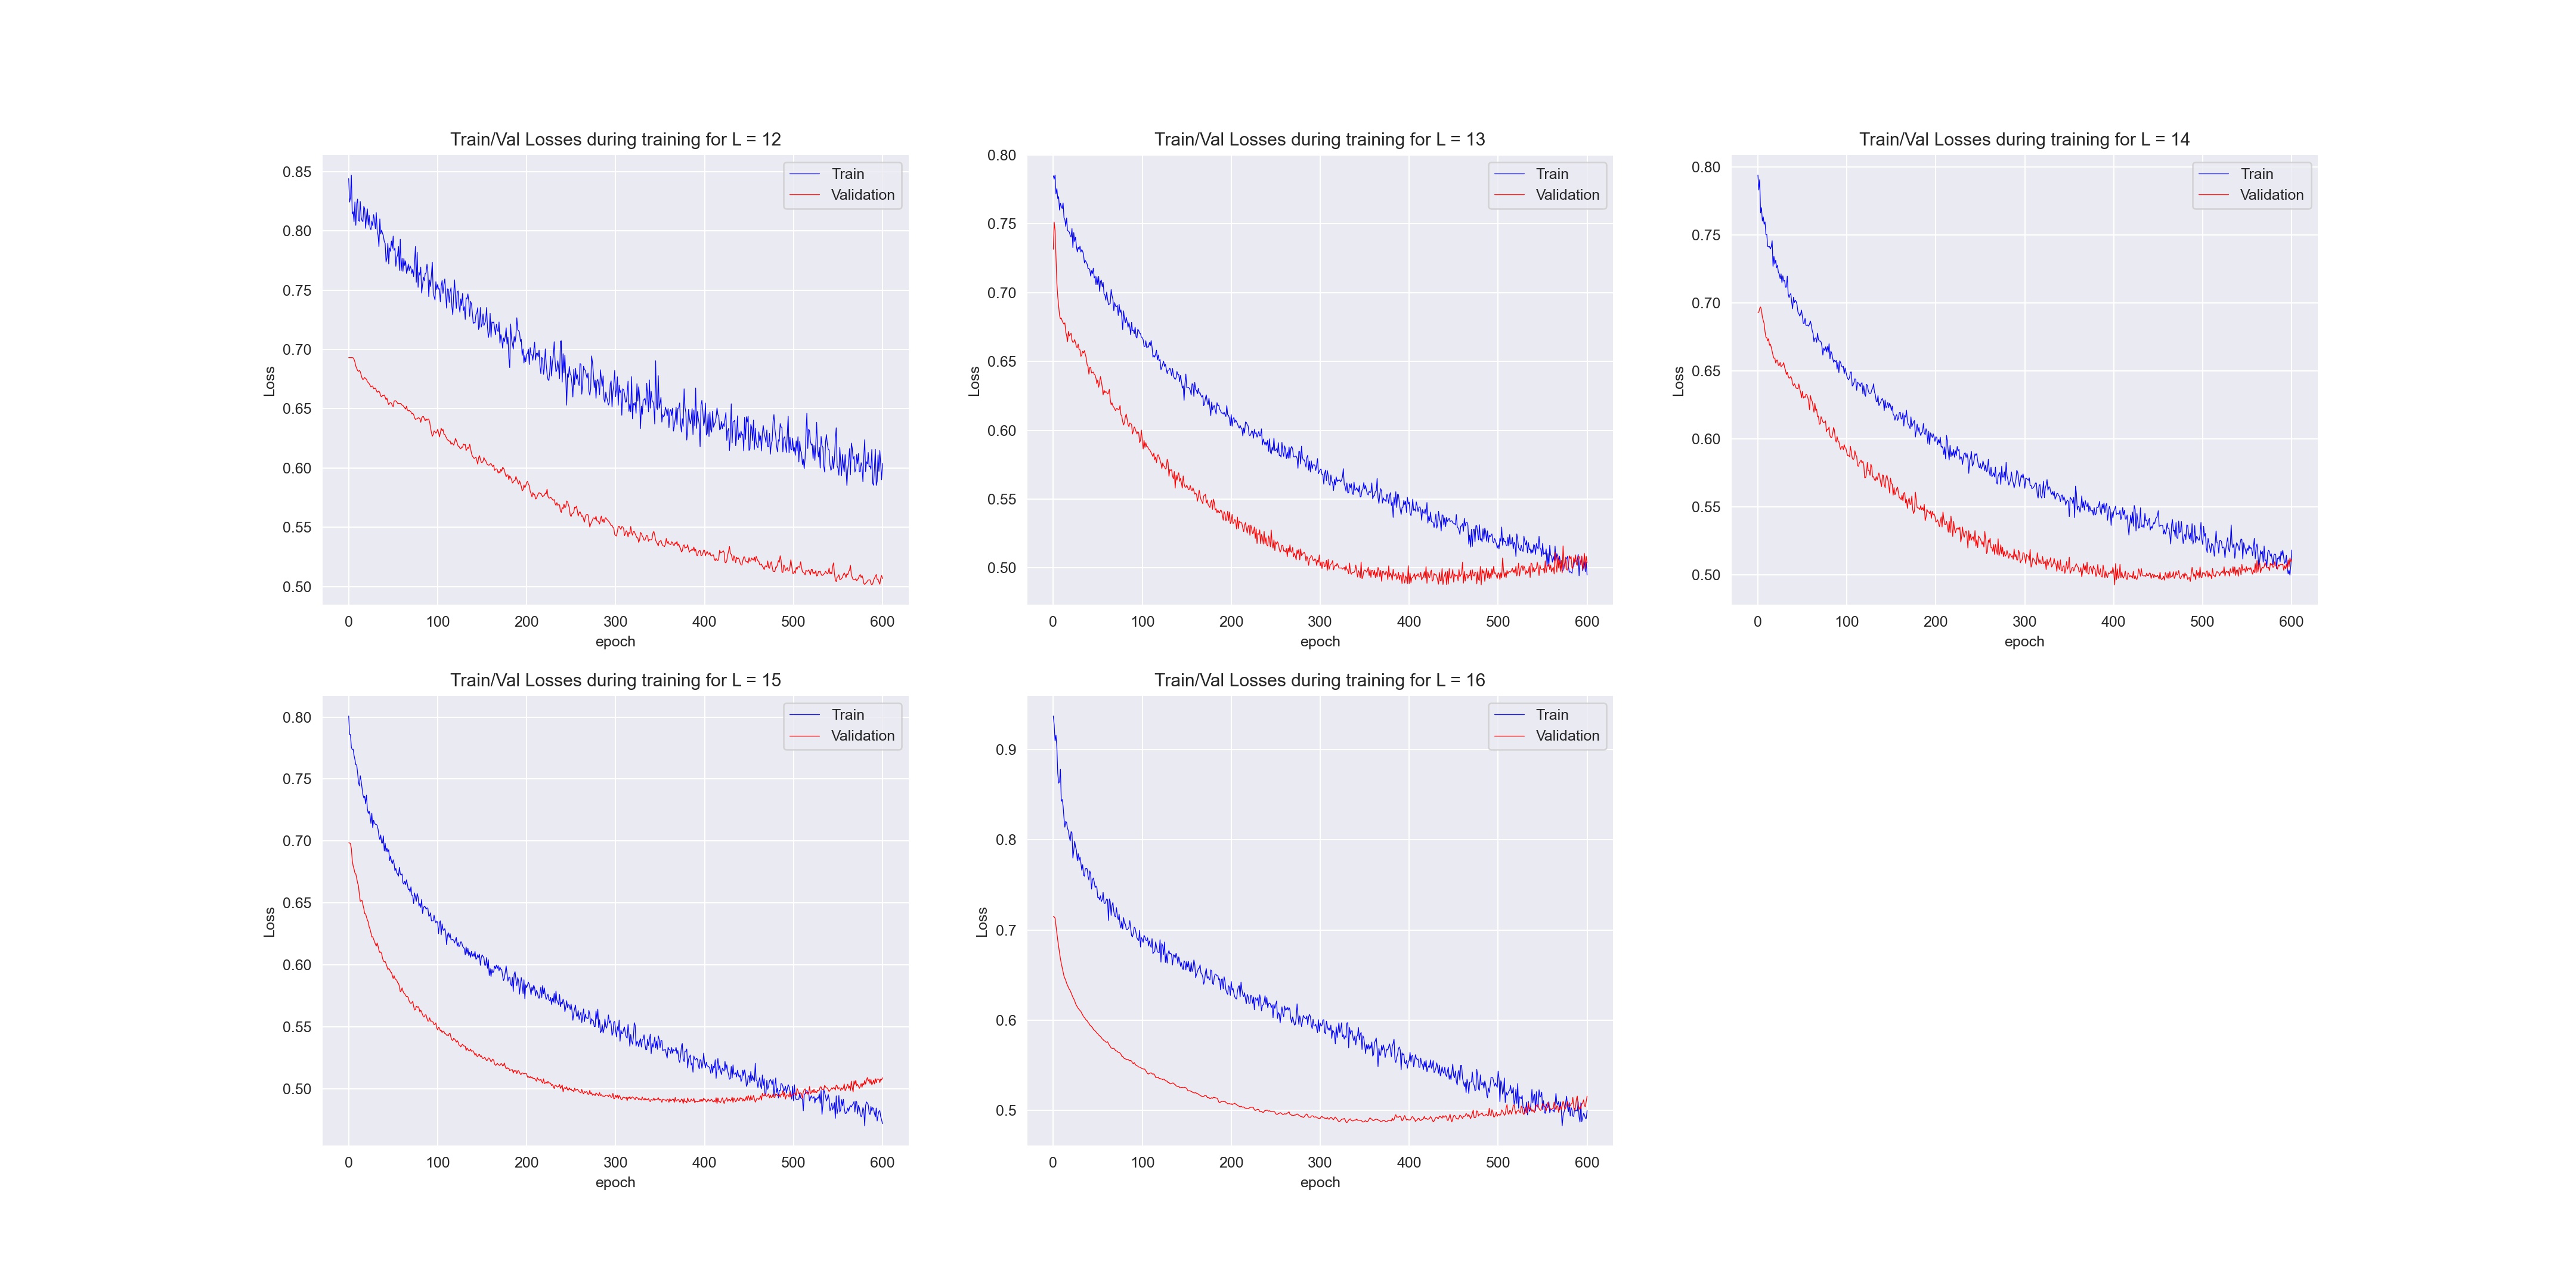 Train/Val Losses during training for L = 12
Train
Validation
0.85
0.80
0.75
0.70
0.65
0.60
0.55
0.50
Loss
0 100 200 300 400 500 600
epoch
Train/Val Losses during training for L = 13
Train
Validation
0.80
0.75
0.70
0.65
0.60
0.55
0.50
Loss
0 100 200 300 400 500 600
epoch
Train/Val Losses during training for L = 14
Train
Validation
0.80
0.75
0.70
0.65
0.60
0.55
0.50
Loss
0 100 200 300 400 500 600
epoch
Train/Val Losses during training for L = 15
Train
Validation
0.80
0.75
0.70
0.65
0.60
0.55
0.50
Loss
0 100 200 300 400 500 600
epoch
Train/Val Losses during training for L = 16
Train
Validation
0.9
0.8
0.7
0.6
0.5
Loss
0 100 200 300 400 500 600
epoch